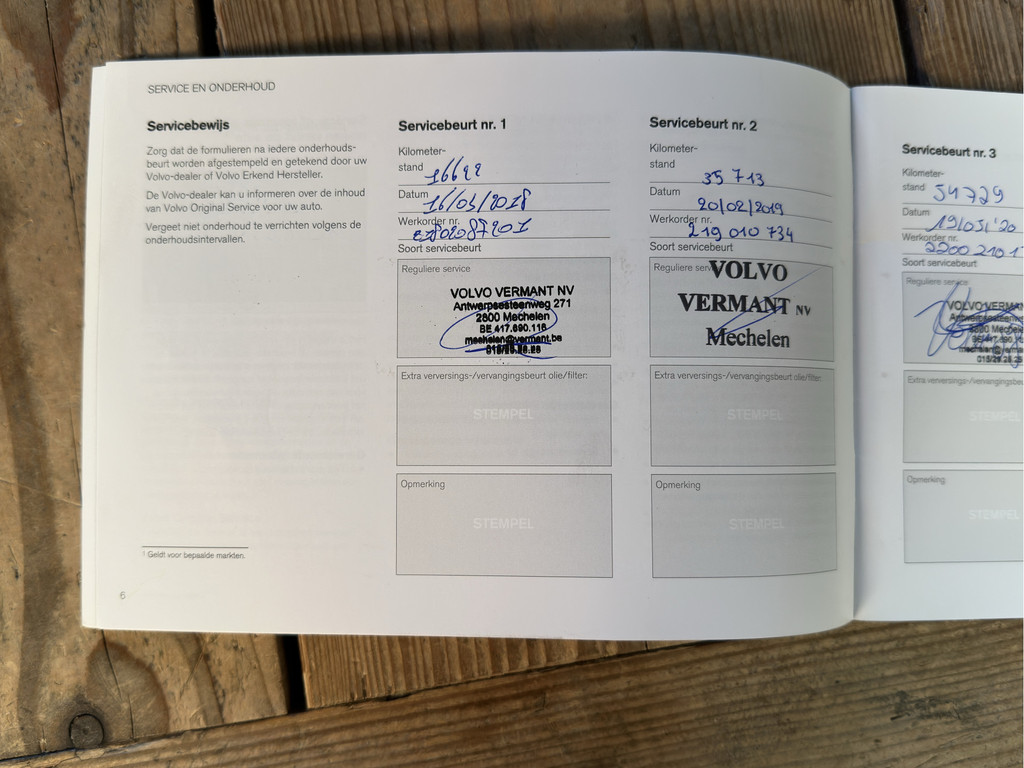 SERVICE EN ONDERHOUD
Servicebewijs
Zorg dat de formulieren na iedere onderhouds-
beurt worden afgestempeld en getekend door uw
Volvo-dealer of Volvo Erkend Hersteller.
De Volvo-dealer kan u informeren over de inhoud
van Volvo Original Service voor uw auto.
Vergeet niet onderhoud te verrichten volgens de
onderhoudsintervallen.
1 Geldt voor bepaalde markten.
6
Servicebeurt nr. 1
Kilometer-
stand
Datum 16/03/2018
Werkorder nr.
Soort servicebeurt
Reguliere service
VOLVO VERMANT NV
Antwerpsesteenweg 271
2800 Mechelen
BE 417.690.116
mechelen@vermant.be
Extra verversings-/vervangingsbeurt olie/filter:
STEMPEL
Opmerking
STEMPEL
Servicebeurt nr. 2
Kilometer-
stand 35 713
Datum 20/02/2019
Werkorder nr. 219 010 734
Soort servicebeurt
Reguliere
VOLVO
VERMANT NV
Mechelen
Extra verversings-/vervangingsbeurt olie/filter:
STEMPEL
Opmerking
STEMPEL
Servicebeurt nr. 3
Kilometer-
stand 54729
Datum
Werkorder nr.
Soort servicebeurt
Reguliere service
VOLVO
Mechelen
Extra verversings-/vervangingsbeurt
STEMPEL
Opmerking
STEMPEL